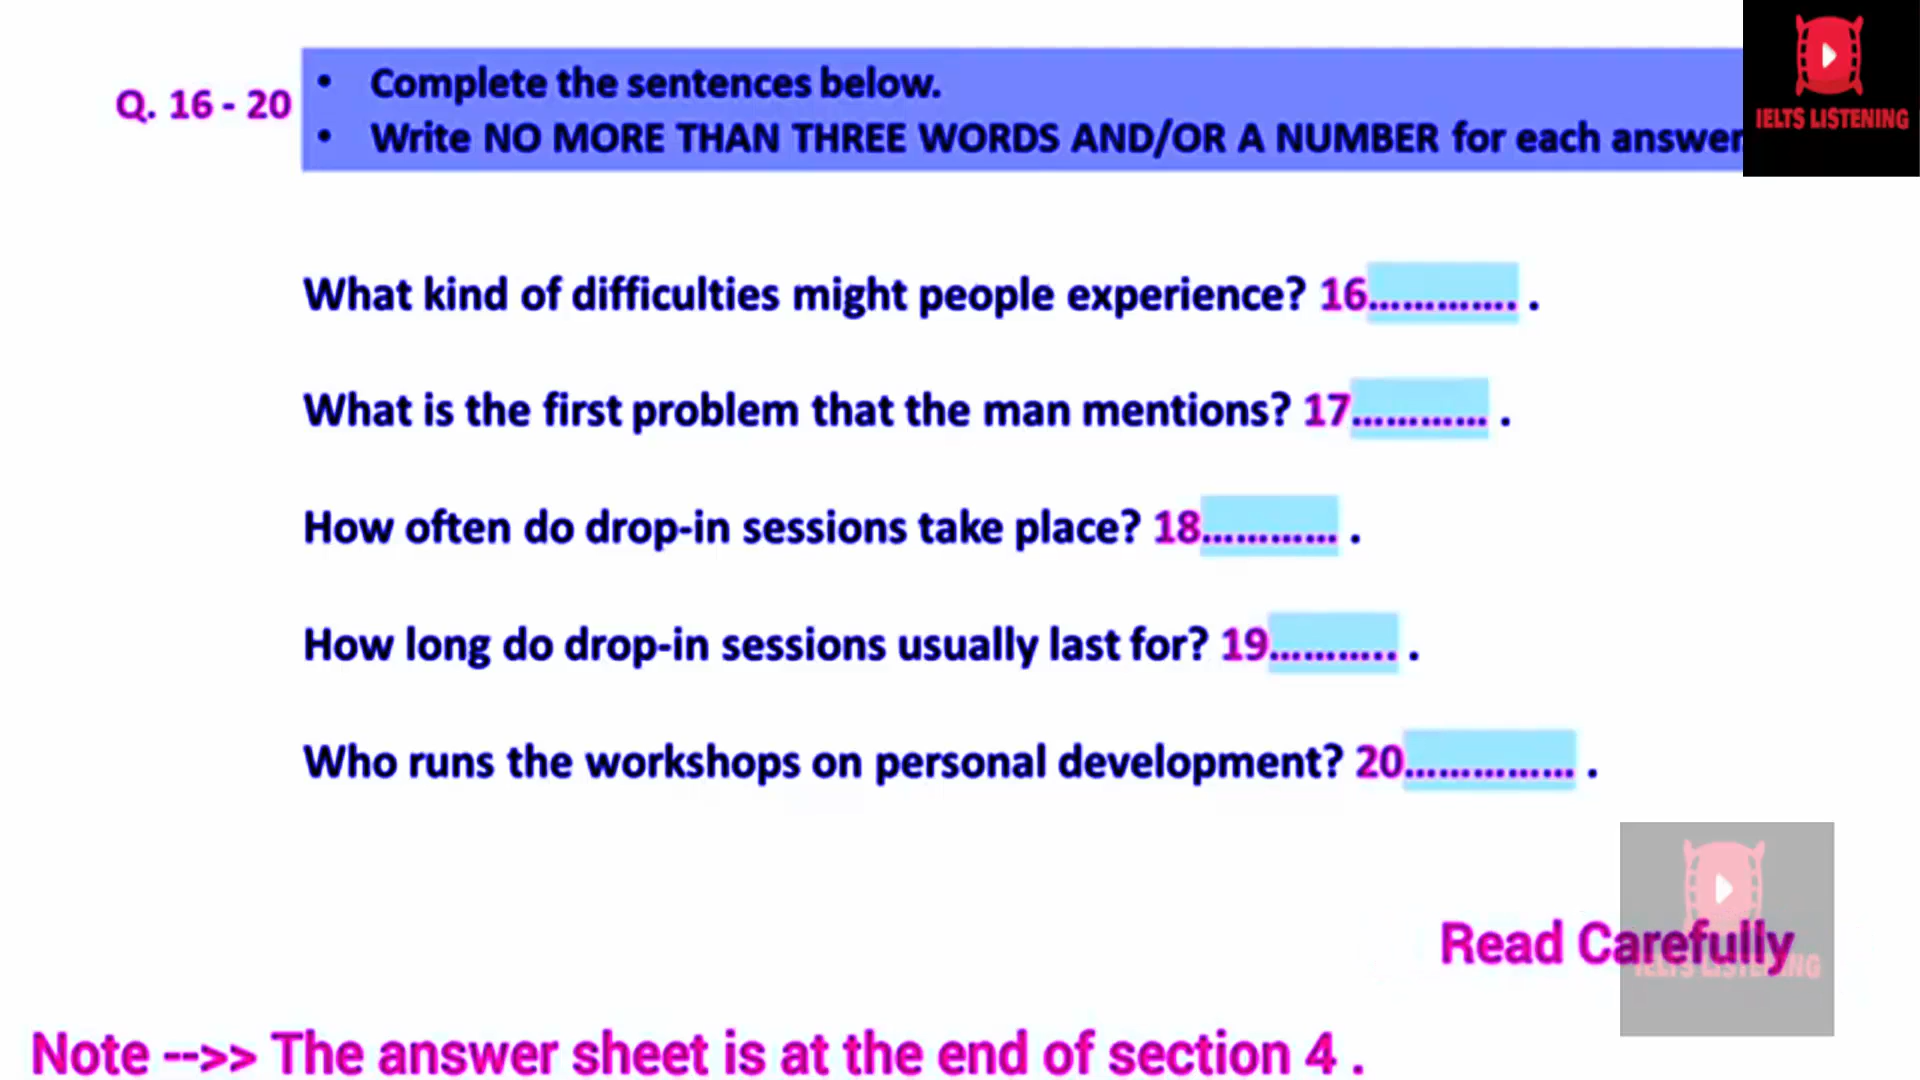 IELTS LISTENING
Q. 16 - 20
• Complete the sentences below.
• Write NO MORE THAN THREE WORDS AND/OR A NUMBER for each answer
What kind of difficulties might people experience? 16.............. .
What is the first problem that the man mentions? 17............. .
How often do drop-in sessions take place? 18............. .
How long do drop-in sessions usually last for? 19............ .
Who runs the workshops on personal development? 20................ .
Read Carefully
IELTS LISTENING
Note -->> The answer sheet is at the end of section 4 .